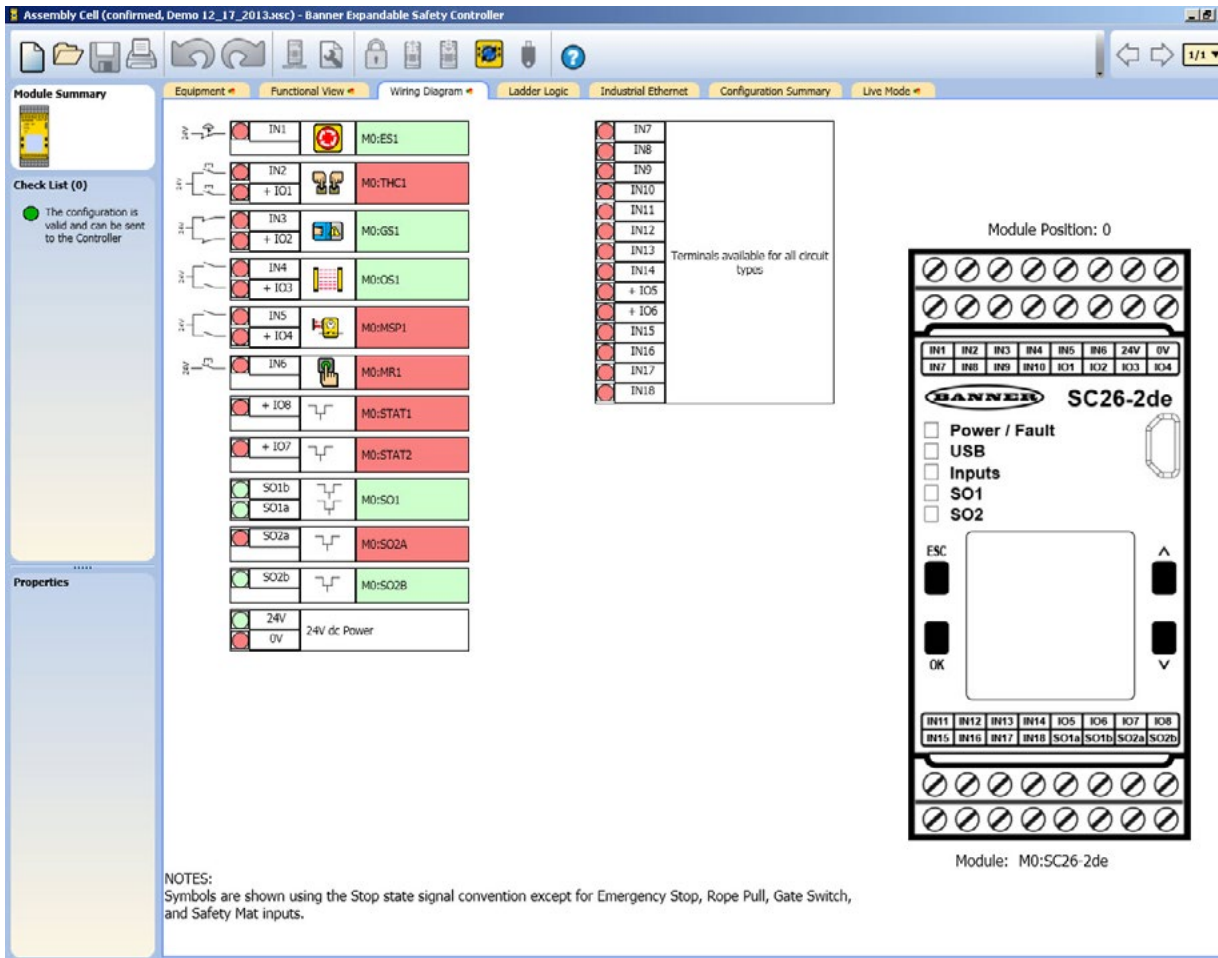 Assembly Cell (confirmed, Demo 12_17_2013.xsc) - Banner Expandable Safety Controller
1/1
Module Summary
Equipment
Functional View
Wiring Diagram
Ladder Logic
Industrial Ethernet
Configuration Summary
Live Mode
Check List (0)
The configuration is
valid and can be sent
to the Controller
Properties
24V
IN1
M0:ES1
24V
IN2
+ IO1
M0:THC1
24V
IN3
+ IO2
M0:GS1
24V
IN4
+ IO3
M0:OS1
24V
IN5
+ IO4
M0:MSP1
24V
IN6
M0:MR1
+ IO8
M0:STAT1
+ IO7
M0:STAT2
SO1b
SO1a
M0:SO1
SO2a
M0:SO2A
SO2b
M0:SO2B
24V
0V
24V dc Power
IN7
IN8
IN9
IN10
IN11
IN12
IN13
IN14
+ IO5
+ IO6
IN15
IN16
IN17
IN18
Terminals available for all circuit
types
Module Position: 0
IN1 IN2 IN3 IN4 IN5 IN6 24V 0V
IN7 IN8 IN9 IN10 IO1 IO2 IO3 IO4
BANNER SC26-2de
Power / Fault
USB
Inputs
SO1
SO2
ESC
OK
IN11 IN12 IN13 IN14 IO5 IO6 IO7 IO8
IN15 IN16 IN17 IN18 SO1a SO1b SO2a SO2b
Module: M0:SC26-2de
NOTES:
Symbols are shown using the Stop state signal convention except for Emergency Stop, Rope Pull, Gate Switch,
and Safety Mat inputs.